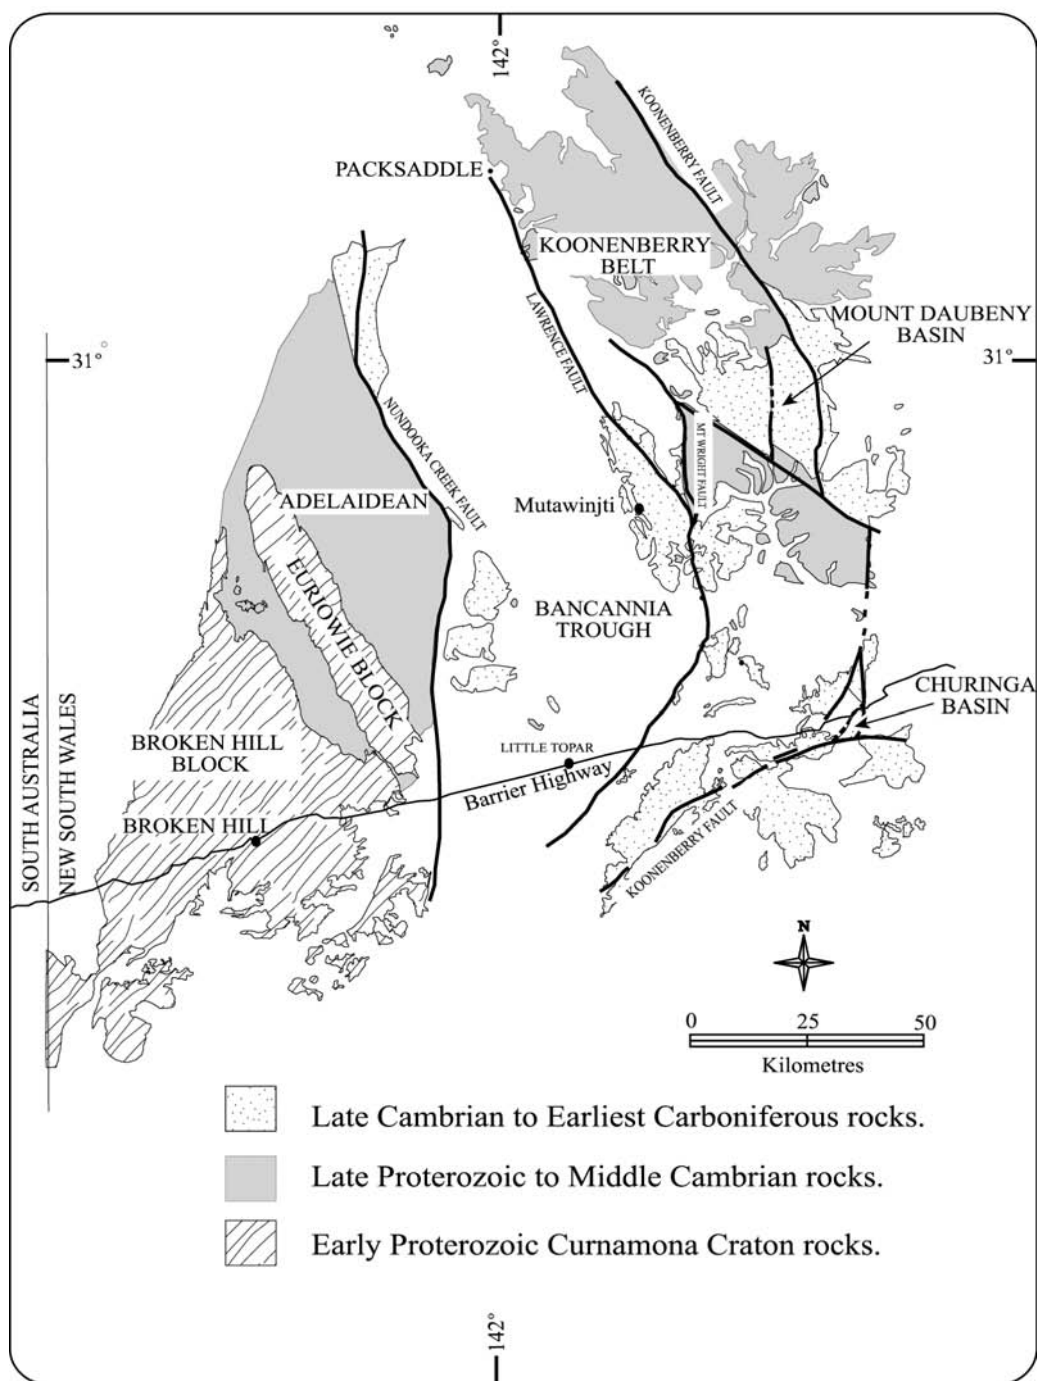 142°
KOONENBERRY FAULT
PACKSADDLE
KOONENBERRY
BELT
MOUNT DAUBENY
BASIN
LAWRENCE FAULT
31°
31°
NUNDOOKA CREEK FAULT
MT WRIGHT FAULT
ADELAIDEAN
Mutawinjti
EURIOWIE BLOCK
BANCANNIA
TROUGH
CHURINGA
BASIN
BROKEN HILL
BLOCK
LITTLE TOPAR
Barrier Highway
BROKEN HILL
KOONENBERRY FAULT
SOUTH AUSTRALIA
NEW SOUTH WALES
N
0 25 50
Kilometres
Late Cambrian to Earliest Carboniferous rocks.
Late Proterozoic to Middle Cambrian rocks.
Early Proterozoic Curnamona Craton rocks.
142°